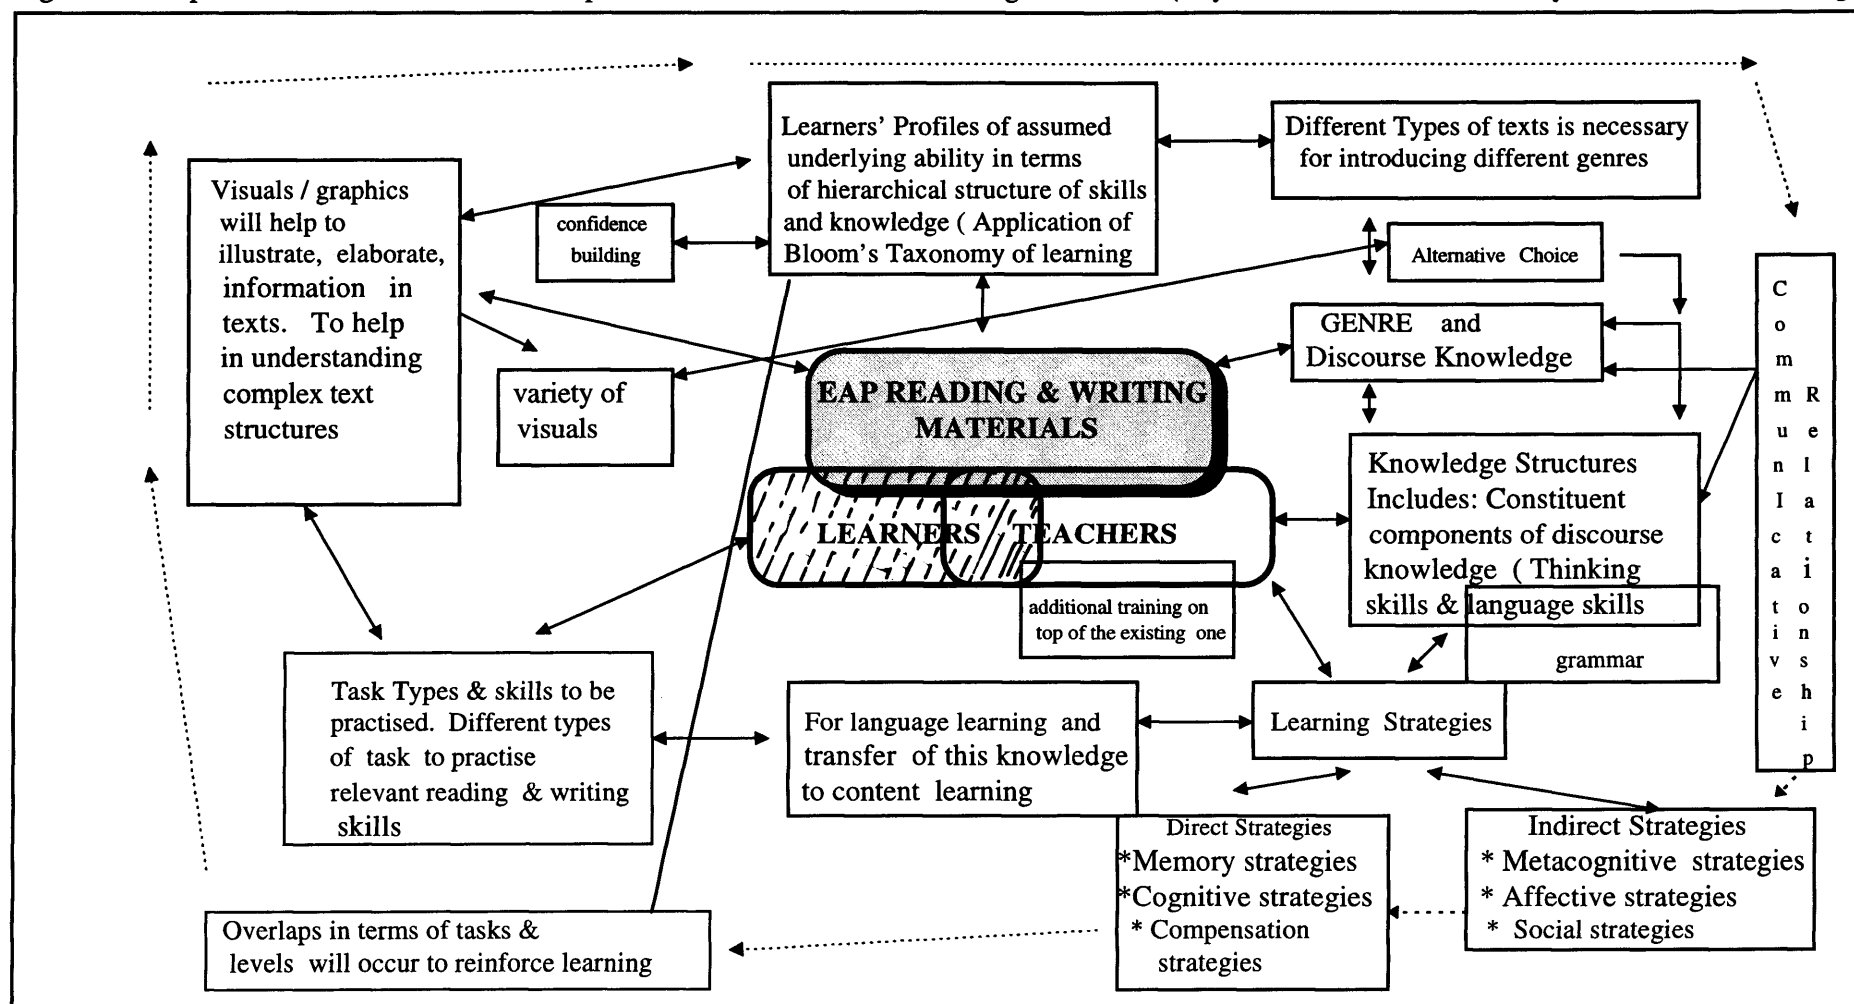 Learners' Profiles of assumed
underlying ability in terms
of hierarchical structure of skills
and knowledge ( Application of
Bloom's Taxonomy of learning
Different Types of texts is necessary
for introducing different genres
Visuals / graphics
will help to
illustrate, elaborate,
information in
texts. To help
in understanding
complex text
structures
confidence
building
Alternative Choice
GENRE and
Discourse Knowledge
variety of
visuals
EAP READING & WRITING
MATERIALS
LEARNERS TEACHERS
additional training on
top of the existing one
Knowledge Structures
Includes: Constituent
components of discourse
knowledge ( Thinking
skills & language skills
grammar
CommunIcative
Relationship
Task Types & skills to be
practised. Different types
of task to practise
relevant reading & writing
skills
For language learning and
transfer of this knowledge
to content learning
Learning Strategies
Direct Strategies
*Memory strategies
*Cognitive strategies
* Compensation
strategies
Indirect Strategies
* Metacognitive strategies
* Affective strategies
* Social strategies
Overlaps in terms of tasks &
levels will occur to reinforce learning